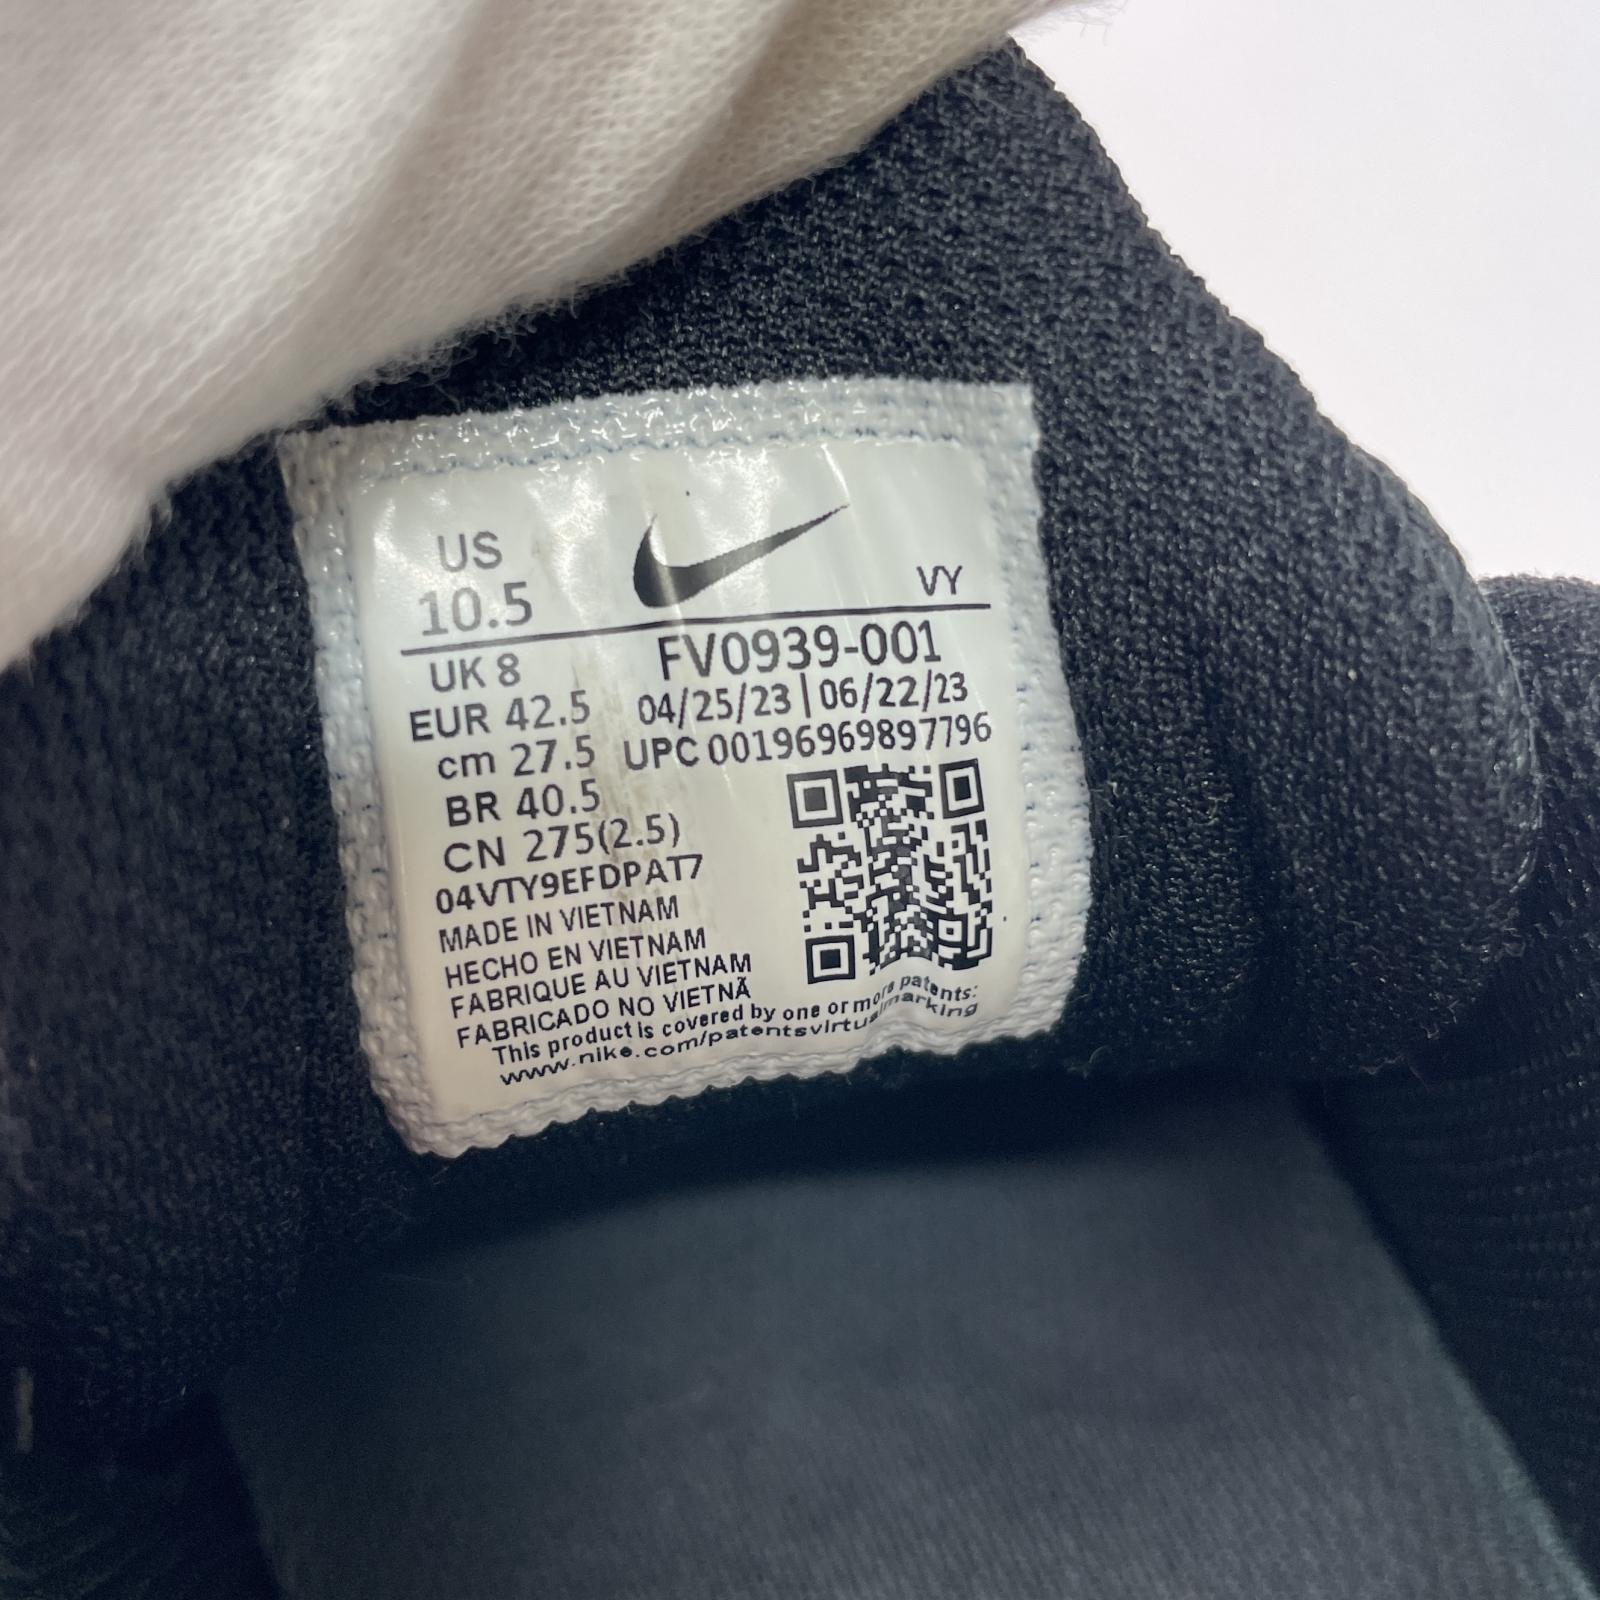 US
10.5
VY
UK 8
FV0939-001
EUR 42.5
04/25/23 | 06/22/23
cm 27.5
UPC 00196969897796
BR 40.5
CN 275(2.5)
04VTY9EFDPAT7
MADE IN VIETNAM
HECHO EN VIETNAM
FABRIQUE AU VIETNAM
FABRICADO NO VIETNÃ
This product is covered by one or more patents:
www.nike.com/patentsvirtualmarking